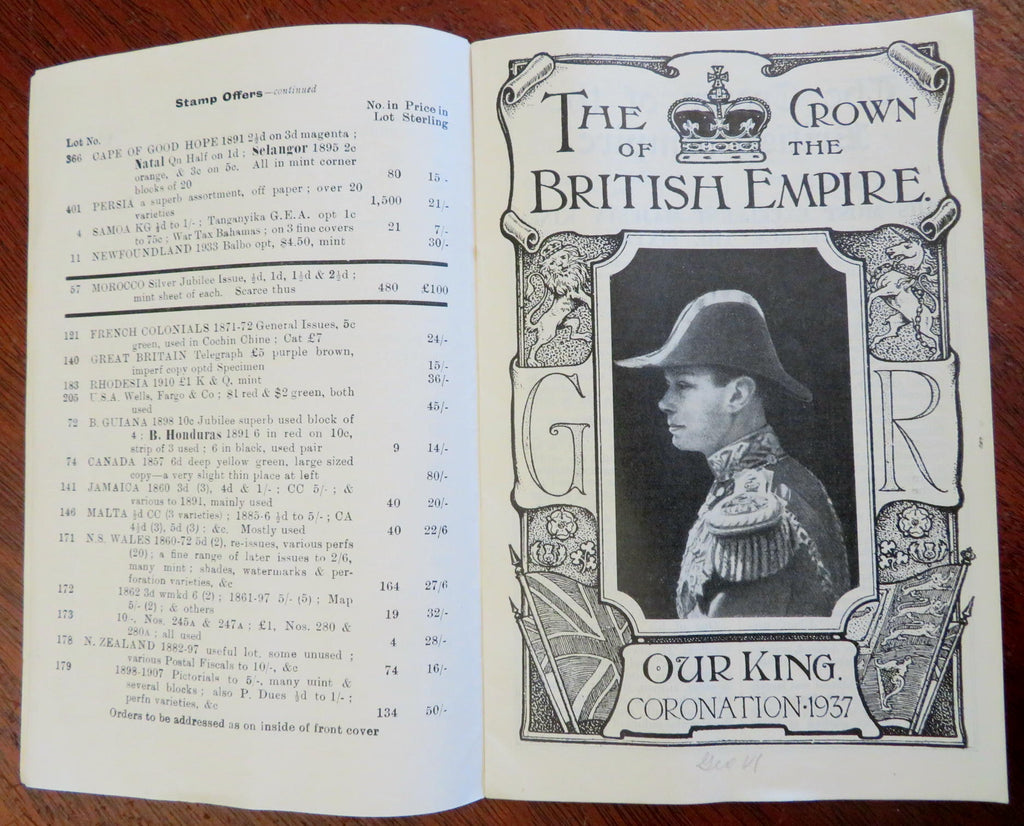 Stamp Offers—continued
Lot No. No. in Lot Price in Sterling
366 CAPE OF GOOD HOPE 1891 2½d on 3d magenta ;
Natal Qn Half on 1d ; Selangor 1895 2c
orange, & 3c on 5c. All in mint corner
blocks of 20 80 15/-
401 PERSIA a superb assortment, off paper ; over 20
varieties 1,500 21/-
4 SAMOA KG ½d to 1/- ; Tanganyika G.E.A. opt 1c
to 75c ; War Tax Bahamas ; on 3 fine covers 21 7/-
11 NEWFOUNDLAND 1933 Balbo opt, $4.50, mint 30/-
57 MOROCCO Silver Jubilee Issue, ½d, 1d, 1½d & 2½d ;
mint sheet of each. Scarce thus 480 £100
121 FRENCH COLONIALS 1871-72 General Issues, 5c
green, used in Cochin Chine ; Cat £7 24/-
140 GREAT BRITAIN Telegraph £5 purple brown,
imperf copy optd Specimen 15/-
183 RHODESIA 1910 £1 K & Q, mint 36/-
205 U.S.A. Wells, Fargo & Co ; $1 red & $2 green, both
used 45/-
72 B. GUIANA 1898 10c Jubilee superb used block of
4 ; B. Honduras 1891 6 in red on 10c,
strip of 3 used ; 6 in black, used pair 9 14/-
74 CANADA 1857 6d deep yellow green, large sized
copy—a very slight thin place at left 80/-
141 JAMAICA 1860 3d (3), 4d & 1/- ; CC 5/- ; &
various to 1891, mainly used 40 20/-
146 MALTA ½d CC (3 varieties) ; 1885-6 ½d to 5/- ; CA
4½d (3), 5d (3) ; &c. Mostly used 40 22/6
171 N.S. WALES 1860-72 5d (2), re-issues, various perfs
(20) ; a fine range of later issues to 2/6,
many mint ; shades, watermarks & per-
foration varieties, &c 164 27/6
172 1862 3d wmkd 6 (2) ; 1861-97 5/- (5) ; Map
5/- (2) ; & others 19 32/-
173 10/-, Nos. 245A & 247A ; £1, Nos. 280 &
280A ; all used 4 28/-
178 N. ZEALAND 1882-97 useful lot, some unused ;
various Postal Fiscals to 10/-, &c 74 16/-
179 1898-1907 Pictorials to 5/-, many mint &
several blocks ; also P. Dues ½d to 1/- ;
perfn varieties, &c 134 50/-
Orders to be addressed as on inside of front cover
THE CROWN
OF THE
BRITISH EMPIRE.
G R
OUR KING.
CORONATION·1937
Geo VI